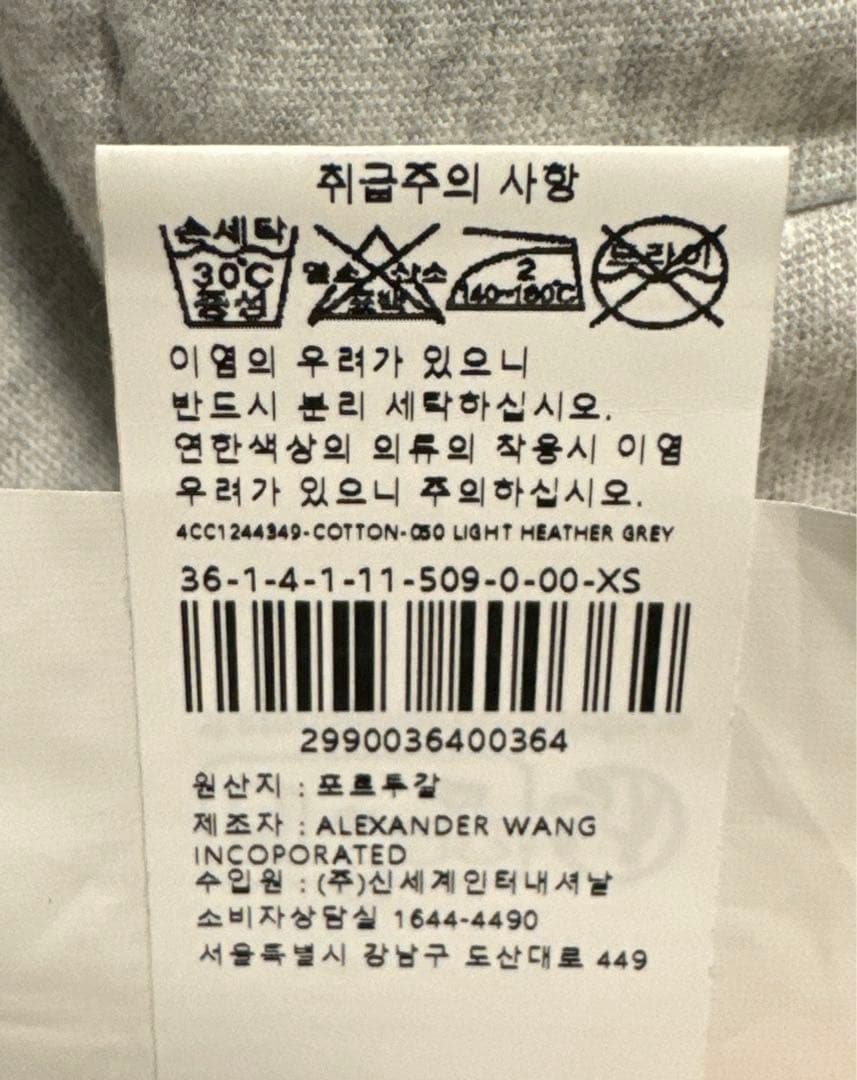 취급주의 사항
손세탁
30℃
중성
염소 산소
표백
2
140~160℃
드라이
이염의 우려가 있으니
반드시 분리 세탁하십시오.
연한색상의 의류의 착용시 이염
우려가 있으니 주의하십시오.
4CC1244349-COTTON-050 LIGHT HEATHER GREY
36-1-4-1-11-509-0-00-XS
2990036400364
원산지 : 포르투갈
제조자 : ALEXANDER WANG
INCOPORATED
수입원 : (주)신세계인터내셔날
소비자상담실 1644-4490
서울특별시 강남구 도산대로 449